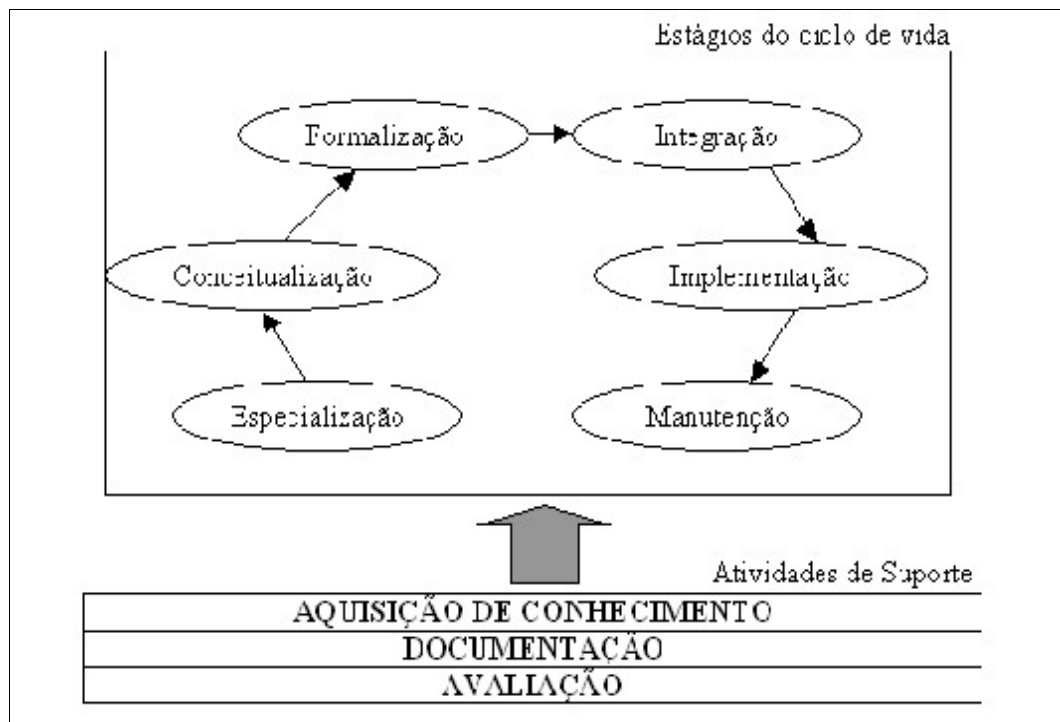 Estágios do ciclo de vida
Formalização
Integração
Conceitualização
Implementação
Especialização
Manutenção
Atividades de Suporte
AQUISIÇÃO DE CONHECIMENTO
DOCUMENTAÇÃO
AVALIAÇÃO